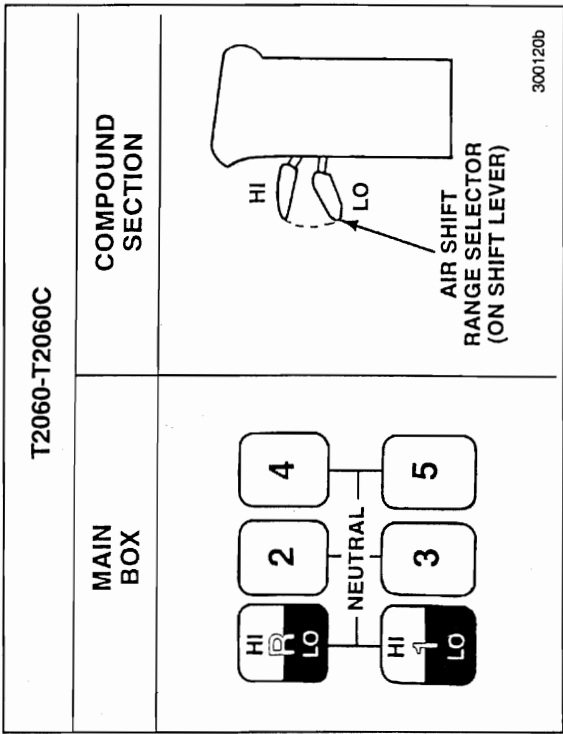 T2060-T2060C
MAIN
BOX
COMPOUND
SECTION
HI
R
LO
2
4
NEUTRAL
HI
1
LO
3
5
HI
LO
AIR SHIFT
RANGE SELECTOR
(ON SHIFT LEVER)
300120b